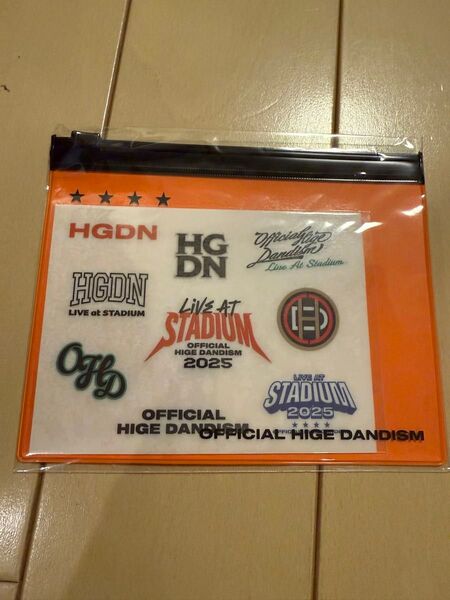 ★ ★ ★ ★
HGDN
HG
DN
Official Hige
Dandism
Live At Stadium
HGDN
LIVE at STADIUM
LIVE AT
STADIUM
OFFICIAL
HIGE DANDISM
2025
OHD
OHD
LIVE AT
STADIUM
2025
★ ★ ★ ★
OFFICIAL
HIGE DANDISM
OFFICIAL HIGE DANDISM